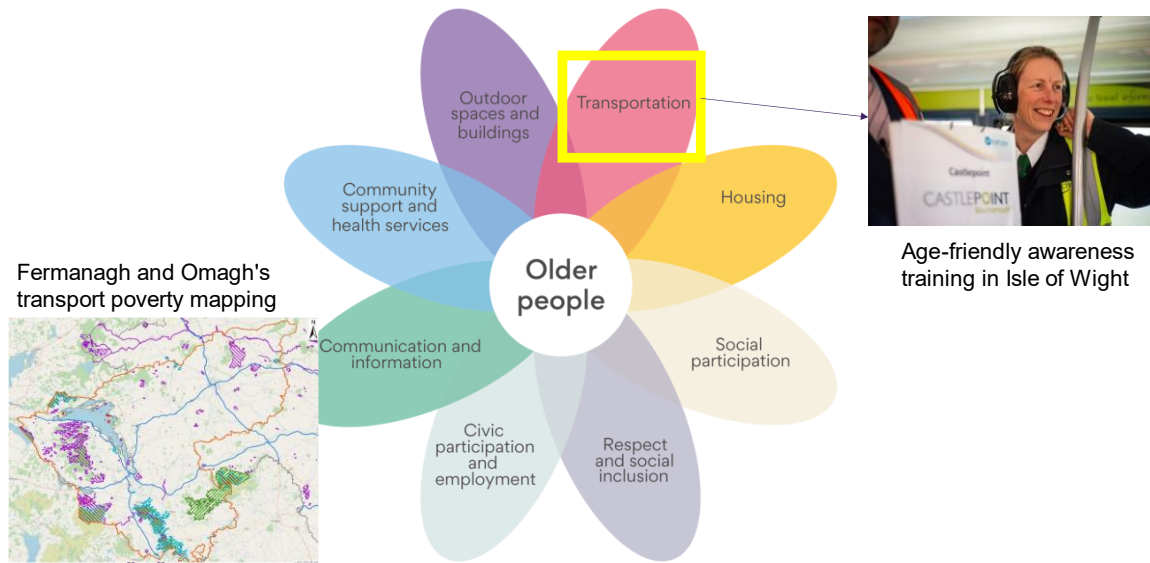 Outdoor
spaces and
buildings
Transportation
Community
support and
health services
Housing
Older
people
Fermanagh and Omagh's
transport poverty mapping
Communication and
information
Social
participation
Civic
participation
and
employment
Respect
and social
inclusion
Castlepoint
CASTLEPOINT
Age-friendly awareness
training in Isle of Wight
N